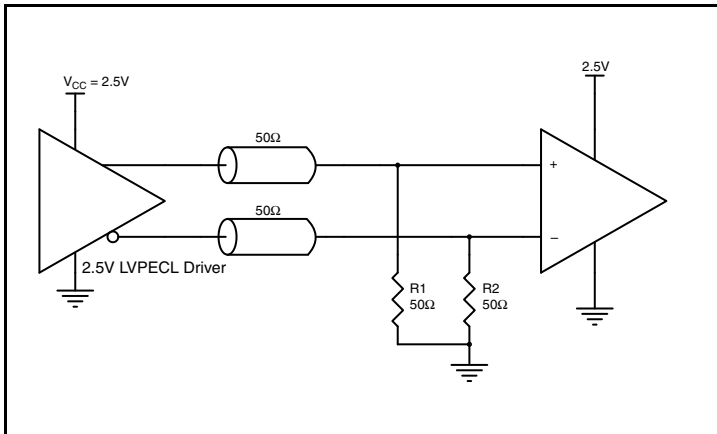 V_CC = 2.5V
2.5V
50Ω
+
50Ω
–
2.5V LVPECL Driver
R1
50Ω
R2
50Ω